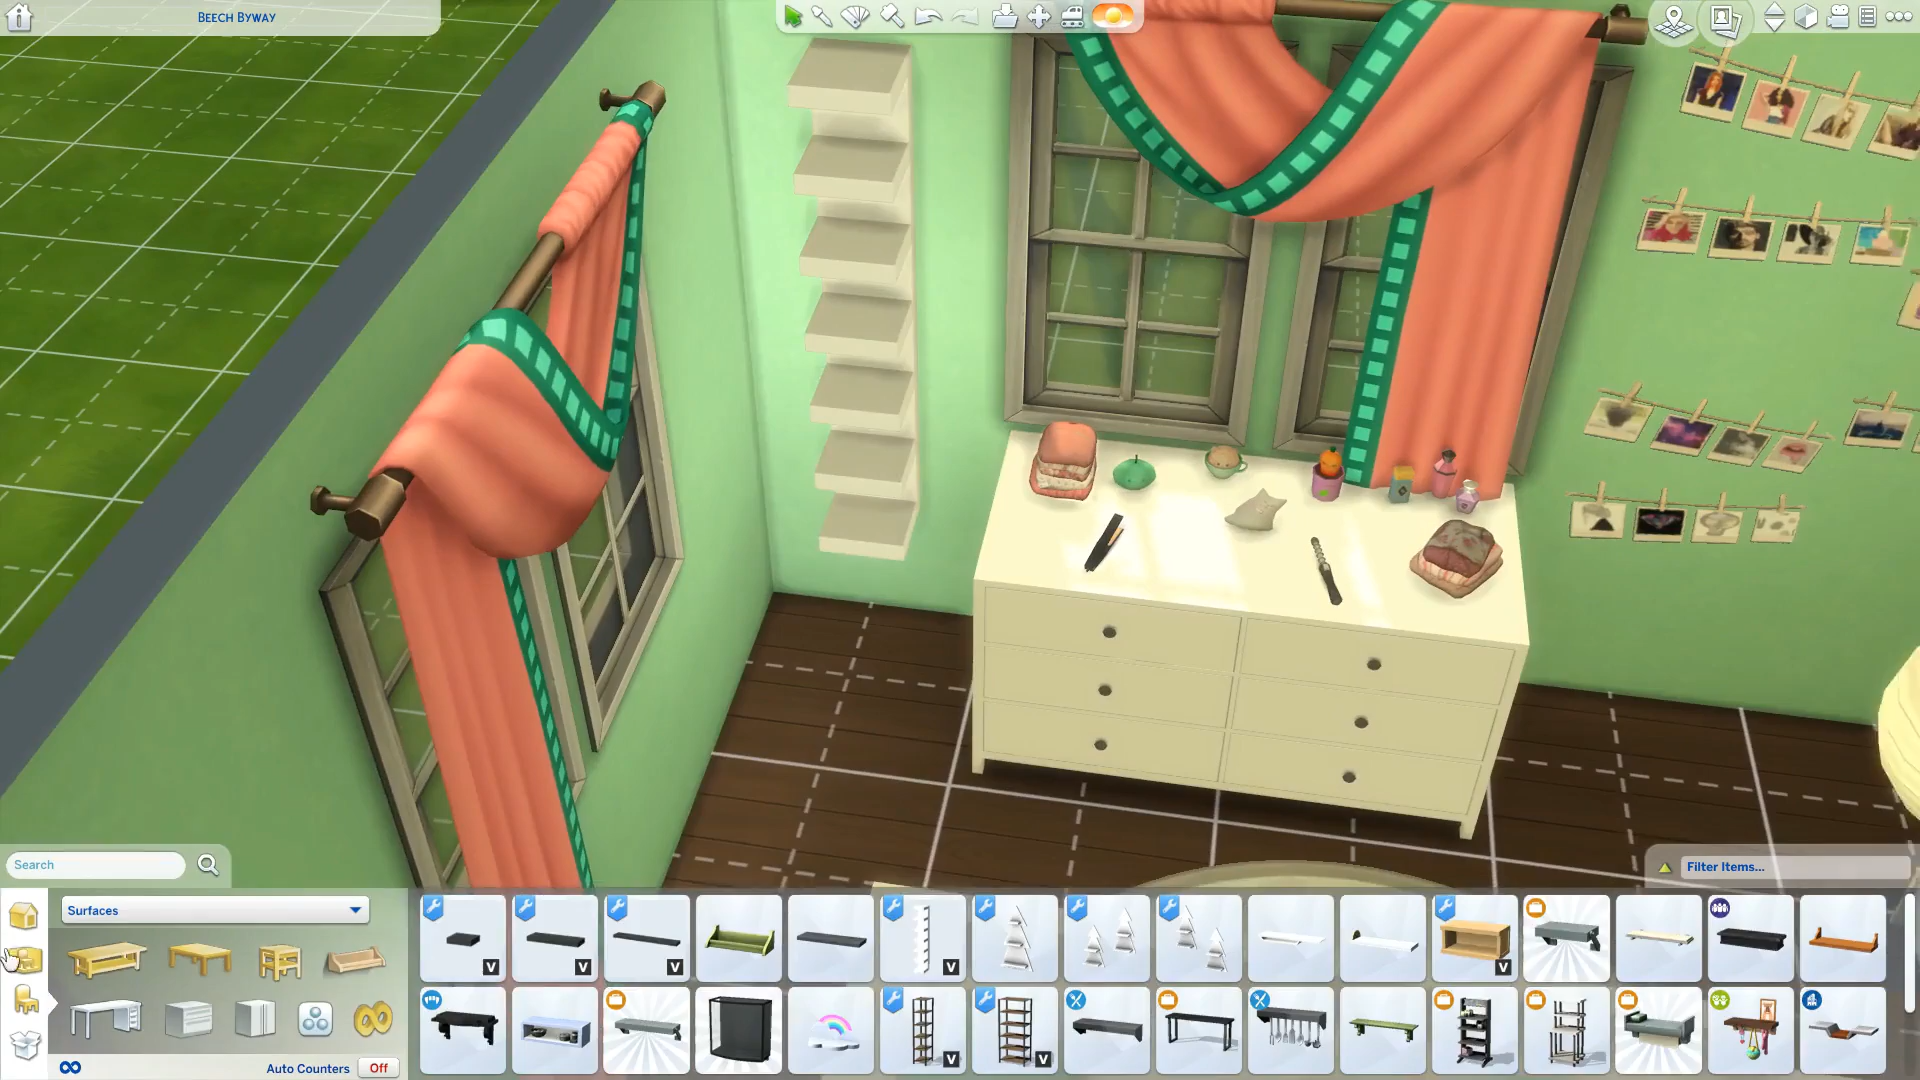 BEECH BYWAY
Search
Filter Items...
Surfaces
V
V
V
V
V
V
V
Auto Counters
Off